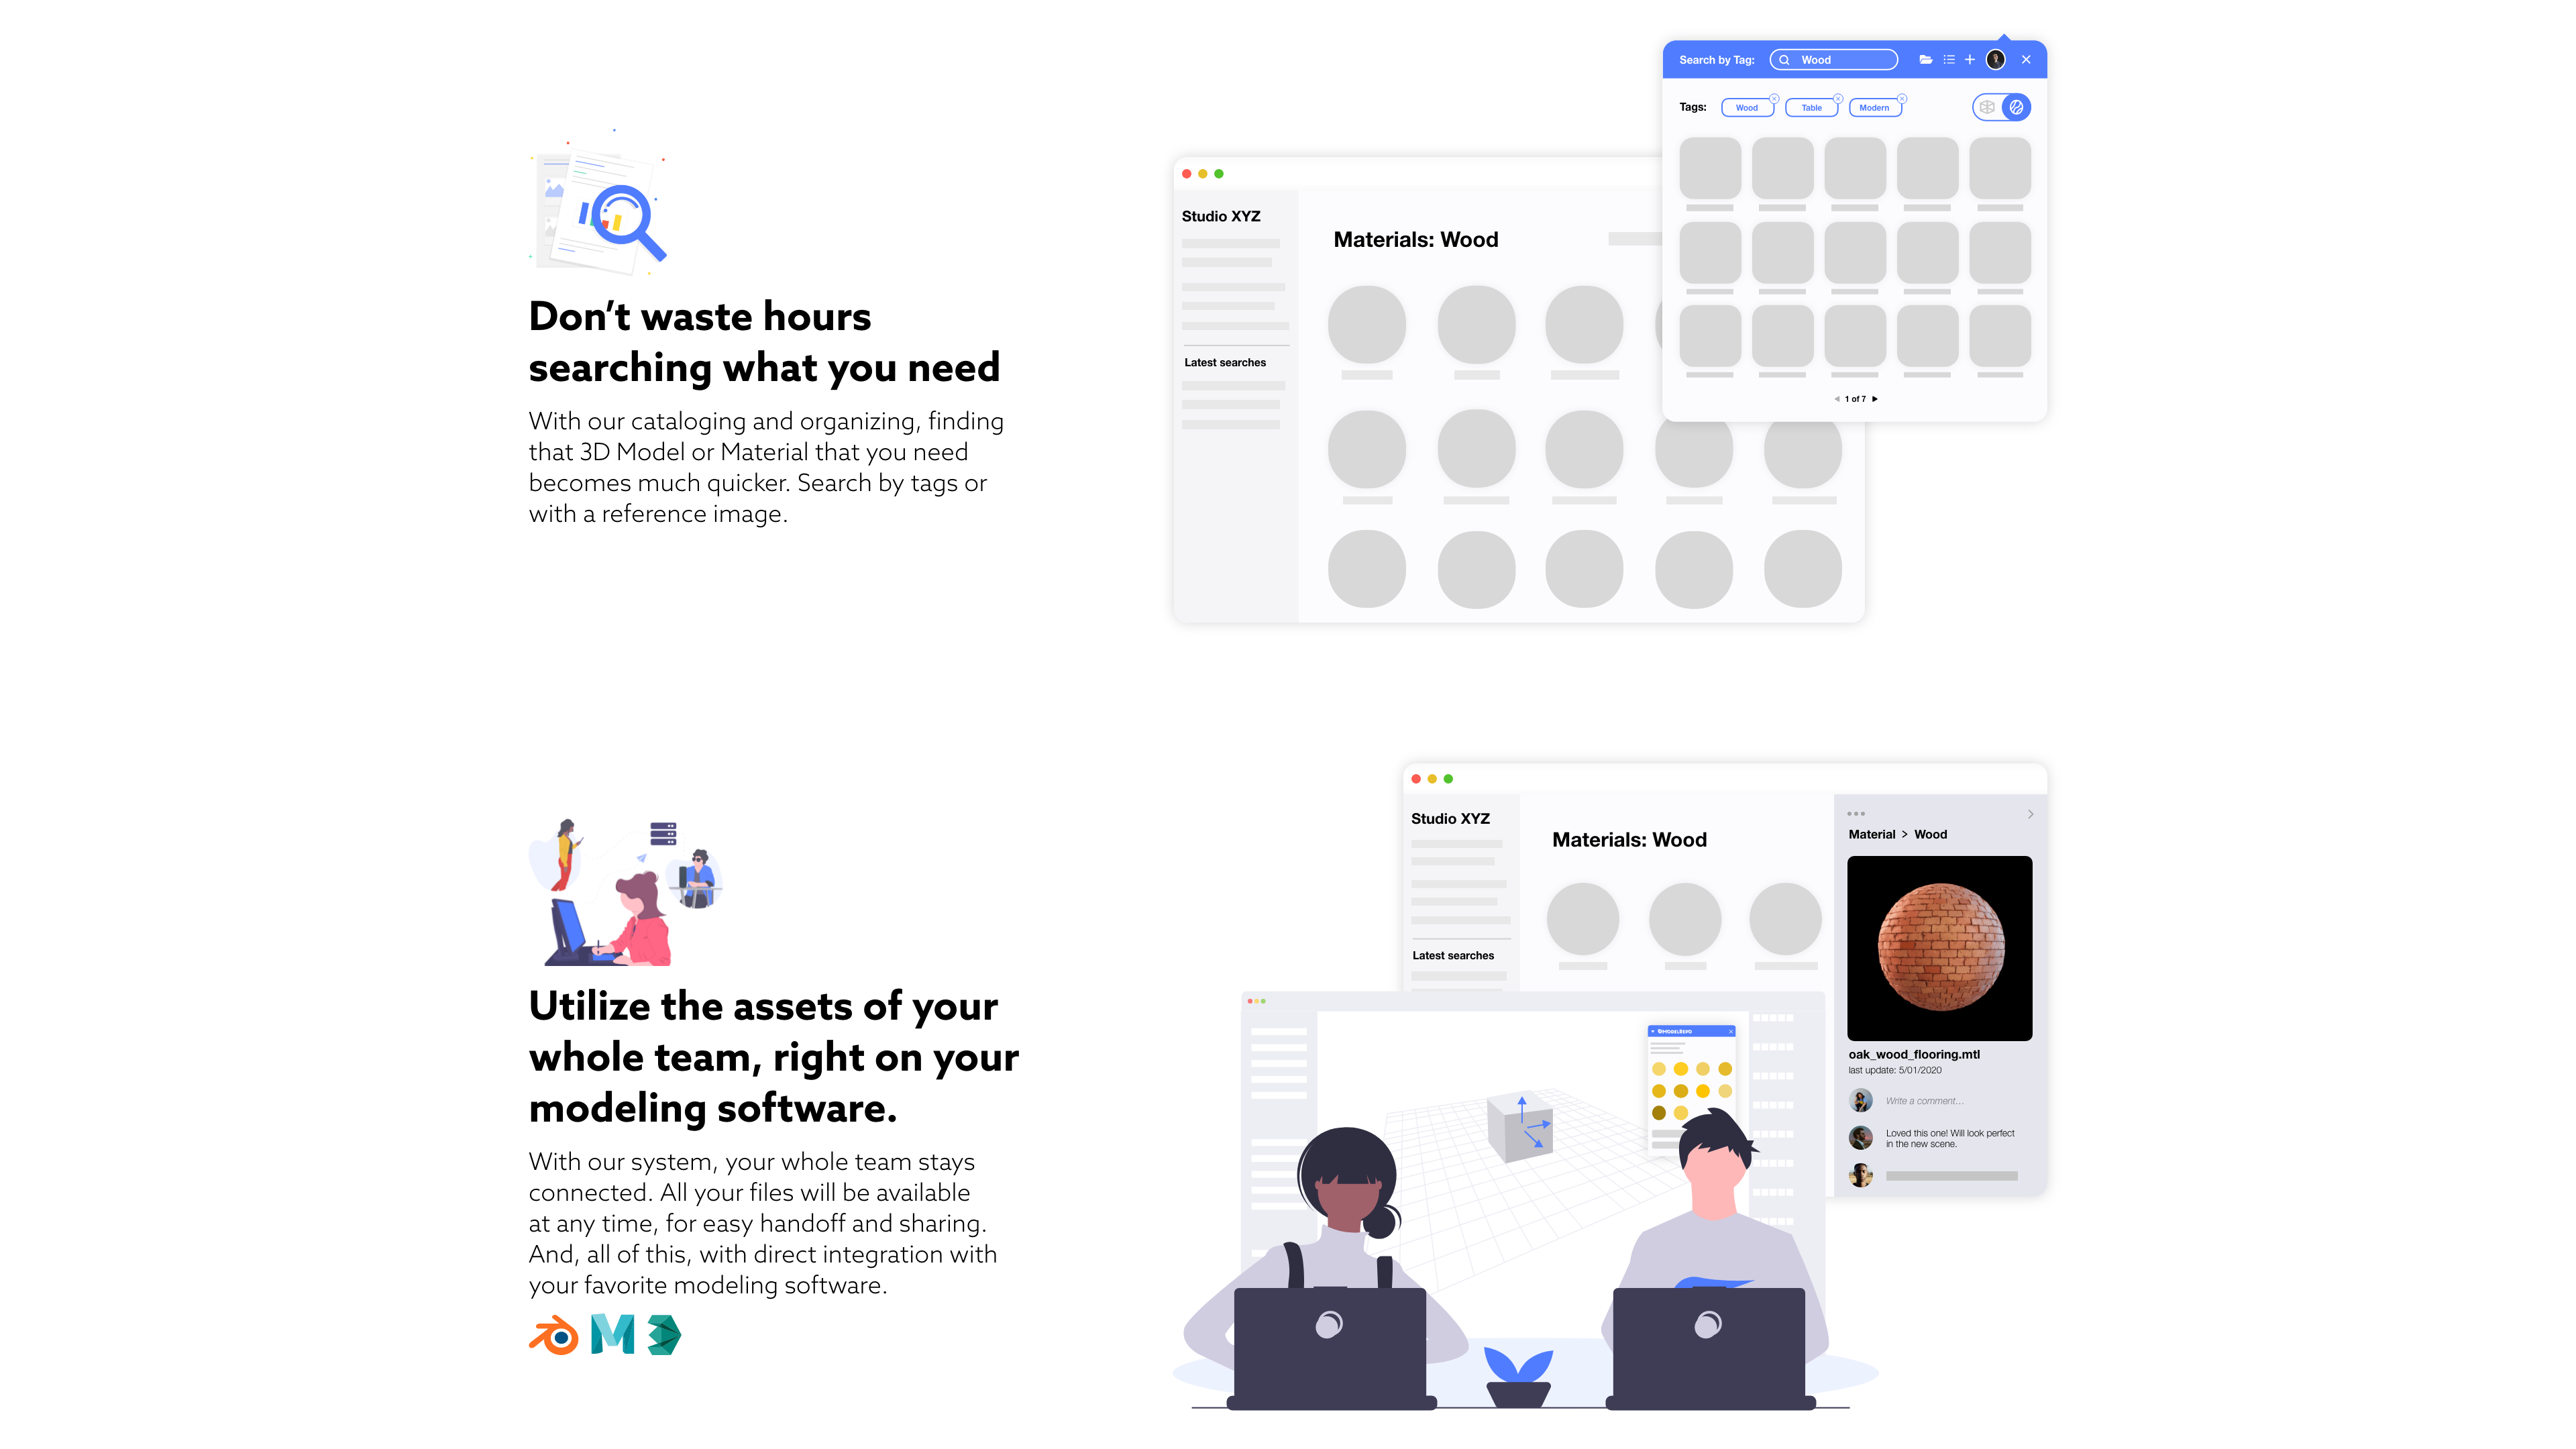 Don’t waste hours
searching what you need
With our cataloging and organizing, finding
that 3D Model or Material that you need
becomes much quicker. Search by tags or
with a reference image.
Search by Tag:
Wood
Tags:
Wood
Table
Modern
1 of 7
Studio XYZ
Latest searches
Materials: Wood
Utilize the assets of your
whole team, right on your
modeling software.
With our system, your whole team stays
connected. All your files will be available
at any time, for easy handoff and sharing.
And, all of this, with direct integration with
your favorite modeling software.
Studio XYZ
Latest searches
Materials: Wood
Material > Wood
oak_wood_flooring.mtl
last update: 5/01/2020
Write a comment...
Loved this one! Will look perfect
in the new scene.
MODELREPO